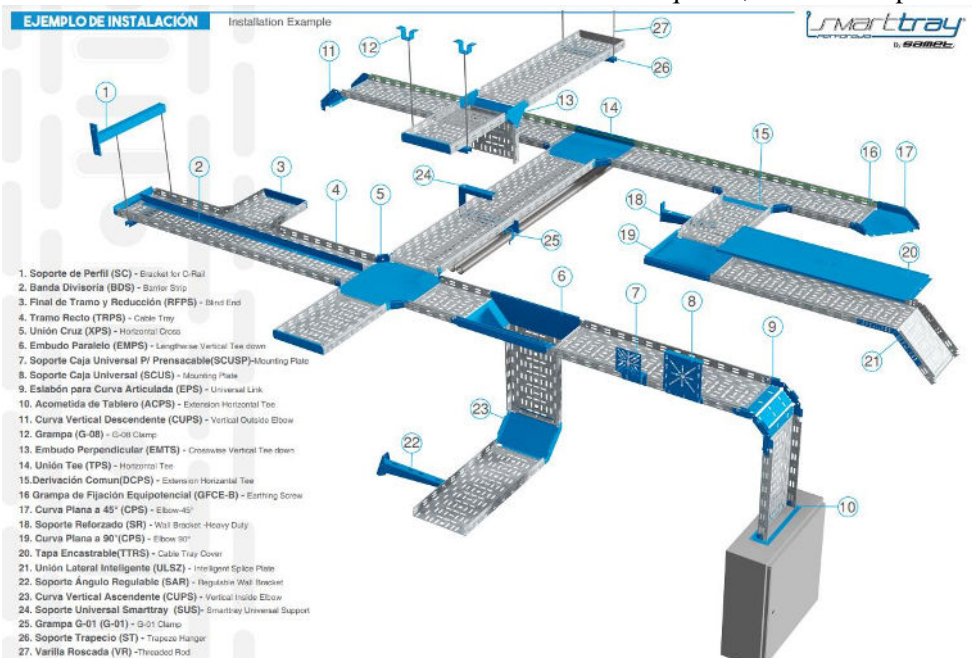 EJEMPLO DE INSTALACIÓN
Installation Example
smarttray
PERFORADA
By SAMET
1
2
3
4
5
6
7
8
9
10
11
12
13
14
15
16
17
18
19
20
21
22
23
24
25
26
27
1. Soporte de Perfil (SC) - Bracket for C-Rail
2. Banda Divisoria (BDS) - Barrier Strip
3. Final de Tramo y Reducción (RFPS) - Blind End
4. Tramo Recto (TRPS) - Cable Tray
5. Unión Cruz (XPS) - Horizontal Cross
6. Embudo Paralelo (EMPS) - Lengthwise Vertical Tee down
7. Soporte Caja Universal P/ Prensacable(SCUSP)-Mounting Plate
8. Soporte Caja Universal (SCUS) - Mounting Plate
9. Eslabón para Curva Articulada (EPS) - Universal Link
10. Acometida de Tablero (ACPS) - Extension Horizontal Tee
11. Curva Vertical Descendente (CUPS) - Vertical Outside Elbow
12. Grampa (G-08) - G-08 Clamp
13. Embudo Perpendicular (EMTS) - Crosswise Vertical Tee down
14. Unión Tee (TPS) - Horizontal Tee
15.Derivación Comun(DCPS) - Extension Horizantal Tee
16 Grampa de Fijación Equipotencial (GFCE-B) - Earthing Screw
17. Curva Plana a 45° (CPS) - Elbow-45°
18. Soporte Reforzado (SR) - Wall Bracket -Heavy Duty
19. Curva Plana a 90°(CPS) - Elbow 90°
20. Tapa Encastrable(TTRS) - Cable Tray Cover
21. Unión Lateral Inteligente (ULSZ) - Intelligent Splice Plate
22. Soporte Ángulo Regulable (SAR) - Regulable Wall Bracket
23. Curva Vertical Ascendente (CUPS) - Vertical Inside Elbow
24. Soporte Universal Smarttray (SUS)- Smarttray Universal Support
25. Grampa G-01 (G-01) - G-01 Clamp
26. Soporte Trapecio (ST) - Trapeze Hanger
27. Varilla Roscada (VR) -Threaded Rod